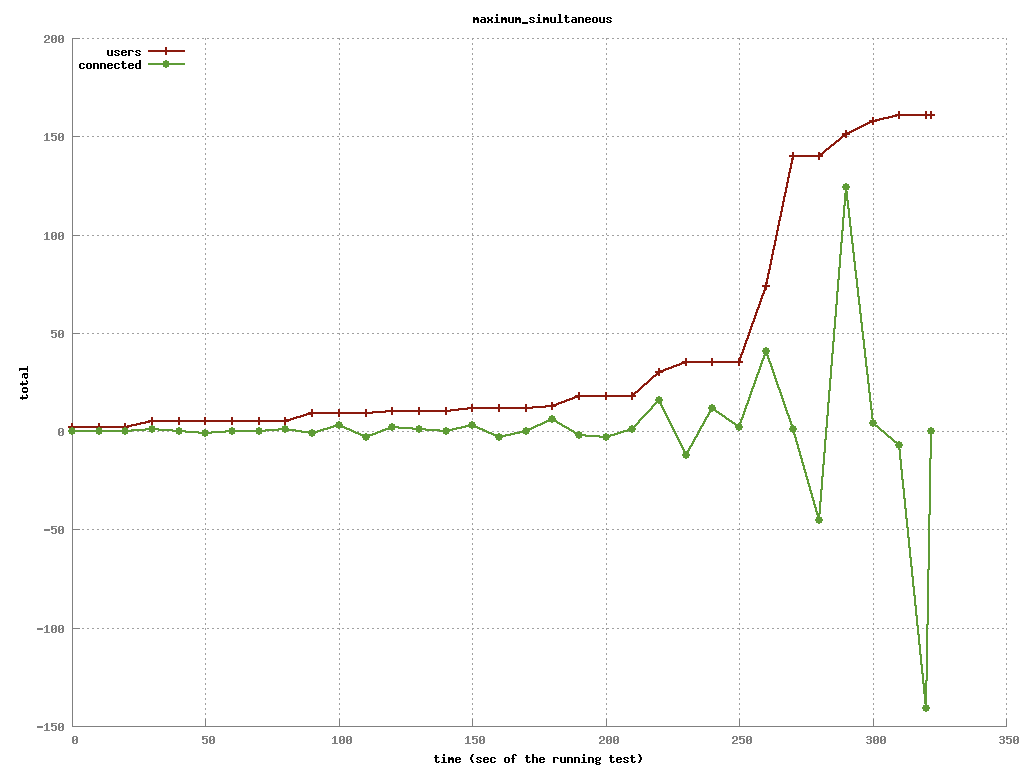 maximum_simultaneous
200
users
connected
150
100
50
total
0
-50
-100
-150
0 50 100 150 200 250 300 350
time (sec of the running test)